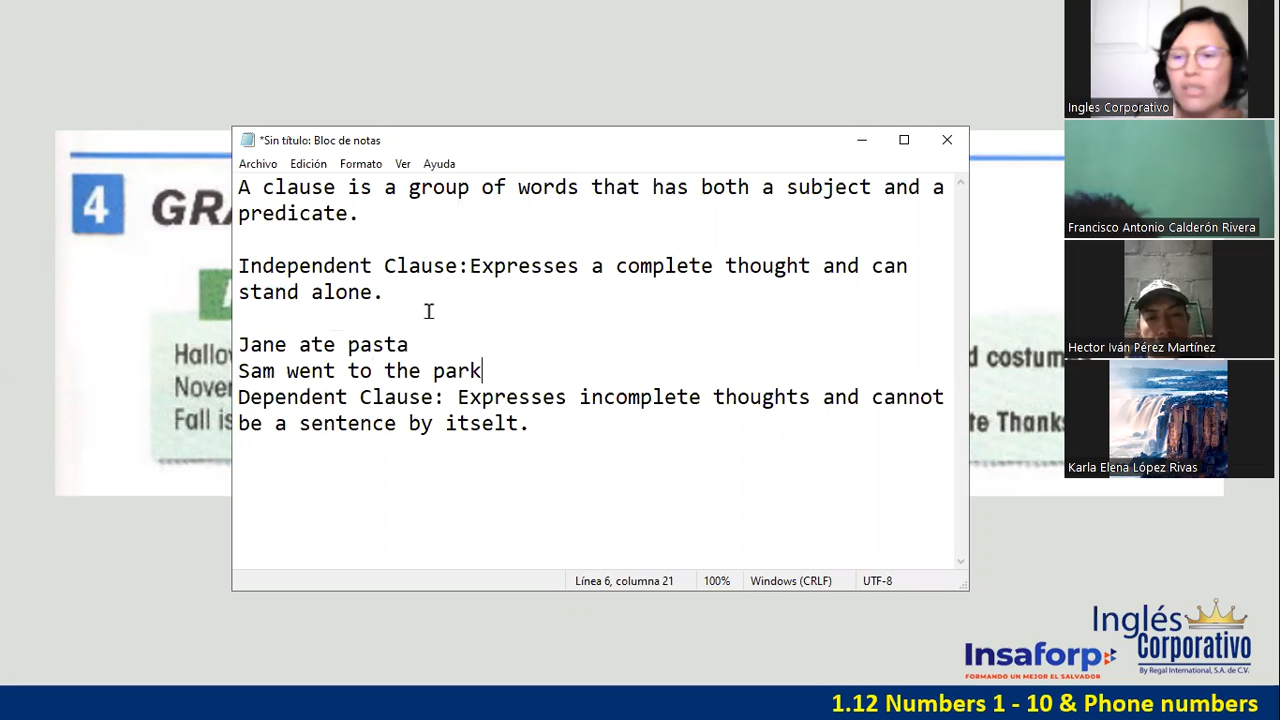 Ingles Corporativo
*Sin título: Bloc de notas
Archivo Edición Formato Ver Ayuda
A clause is a group of words that has both a subject and a
predicate.
Independent Clause:Expresses a complete thought and can
stand alone.
Jane ate pasta
Sam went to the park
Dependent Clause: Expresses incomplete thoughts and cannot
be a sentence by itselt.
Línea 6, columna 21 100% Windows (CRLF) UTF-8
4 GRA
Hallo
Nove
Fall is
d costum
te Thanks
Francisco Antonio Calderón Rivera
Hector Iván Pérez Martínez
Karla Elena López Rivas
Insaforp
FORMANDO UN MEJOR EL SALVADOR
Inglés
Corporativo
By Regal International, S.A. de C.V.
1.12 Numbers 1 - 10 & Phone numbers